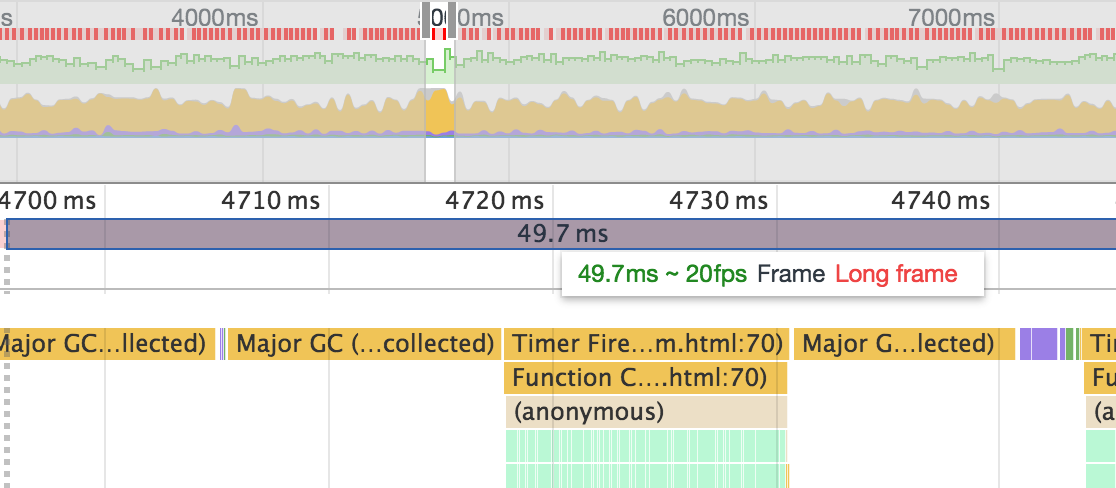 s 4000ms 5000ms 6000ms 7000ms
4700 ms 4710 ms 4720 ms 4730 ms 4740 ms
49.7 ms
49.7ms ~ 20fps Frame Long frame
Major GC...llected) Major GC (...collected) Timer Fire...m.html:70) Major G...lected) Ti
Function C....html:70) Fu
(anonymous) (a